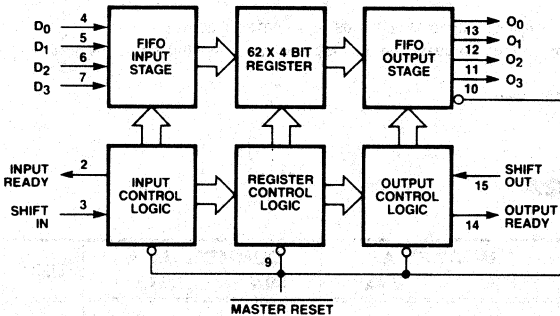 D0 4
D1 5
D2 6
D3 7
FIFO
INPUT
STAGE
62 X 4 BIT
REGISTER
FIFO
OUTPUT
STAGE
O0
13 O1
12 O2
11 O3
10
INPUT
READY
2
SHIFT
IN
3
INPUT
CONTROL
LOGIC
REGISTER
CONTROL
LOGIC
OUTPUT
CONTROL
LOGIC
15
SHIFT
OUT
14
OUTPUT
READY
9
MASTER RESET